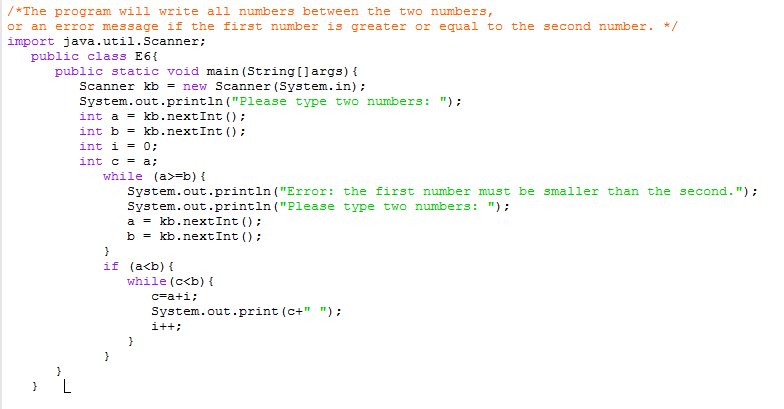 /*The program will write all numbers between the two numbers,
or an error message if the first number is greater or equal to the second number. */
import java.util.Scanner;
public class E6{
public static void main(String[]args){
Scanner kb = new Scanner(System.in);
System.out.println("Please type two numbers: ");
int a = kb.nextInt();
int b = kb.nextInt();
int i = 0;
int c = a;
while (a>=b){
System.out.println("Error: the first number must be smaller than the second.");
System.out.println("Please type two numbers: ");
a = kb.nextInt();
b = kb.nextInt();
}
if (a<b){
while(c<b){
c=a+i;
System.out.print(c+" ");
i++;
}
}
}
}